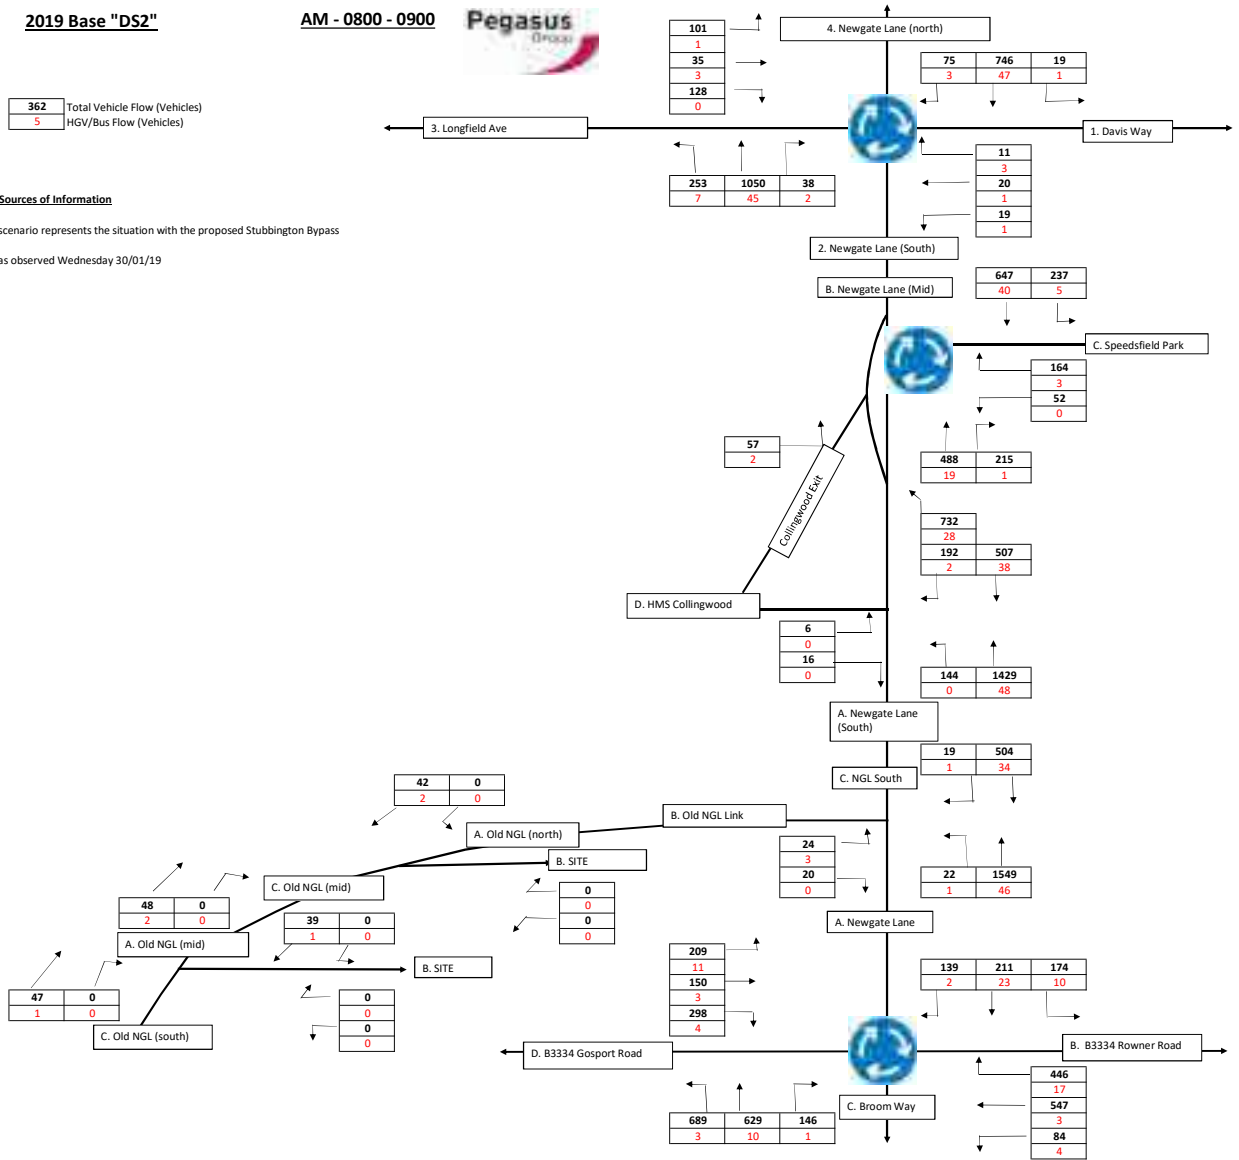 2019 Base "DS2"
AM - 0800 - 0900
Pegasus
Group
362 Total Vehicle Flow (Vehicles)
5 HGV/Bus Flow (Vehicles)
Sources of Information
scenario represents the situation with the proposed Stubbington Bypass
as observed Wednesday 30/01/19
101
1
35
3
128
0
4. Newgate Lane (north)
75 746 19
3 47 1
3. Longfield Ave
1. Davis Way
253 1050 38
7 45 2
11
3
20
1
19
1
2. Newgate Lane (South)
B. Newgate Lane (Mid)
647 237
40 5
C. Speedsfield Park
164
3
52
0
57
2
488 215
19 1
Collingwood Exit
732
28
192 507
2 38
D. HMS Collingwood
6
0
16
0
144 1429
0 48
A. Newgate Lane
(South)
19 504
1 34
C. NGL South
42 0
2 0
B. Old NGL Link
A. Old NGL (north)
24
3
20
0
B. SITE
22 1549
1 46
C. Old NGL (mid)
0
0
0
0
48 0
2 0
39 0
1 0
A. Newgate Lane
A. Old NGL (mid)
B. SITE
209
11
150
3
298
4
139 211 174
2 23 10
47 0
1 0
0
0
0
0
C. Old NGL (south)
D. B3334 Gosport Road
B. B3334 Rowner Road
446
17
547
3
84
4
C. Broom Way
689 629 146
3 10 1